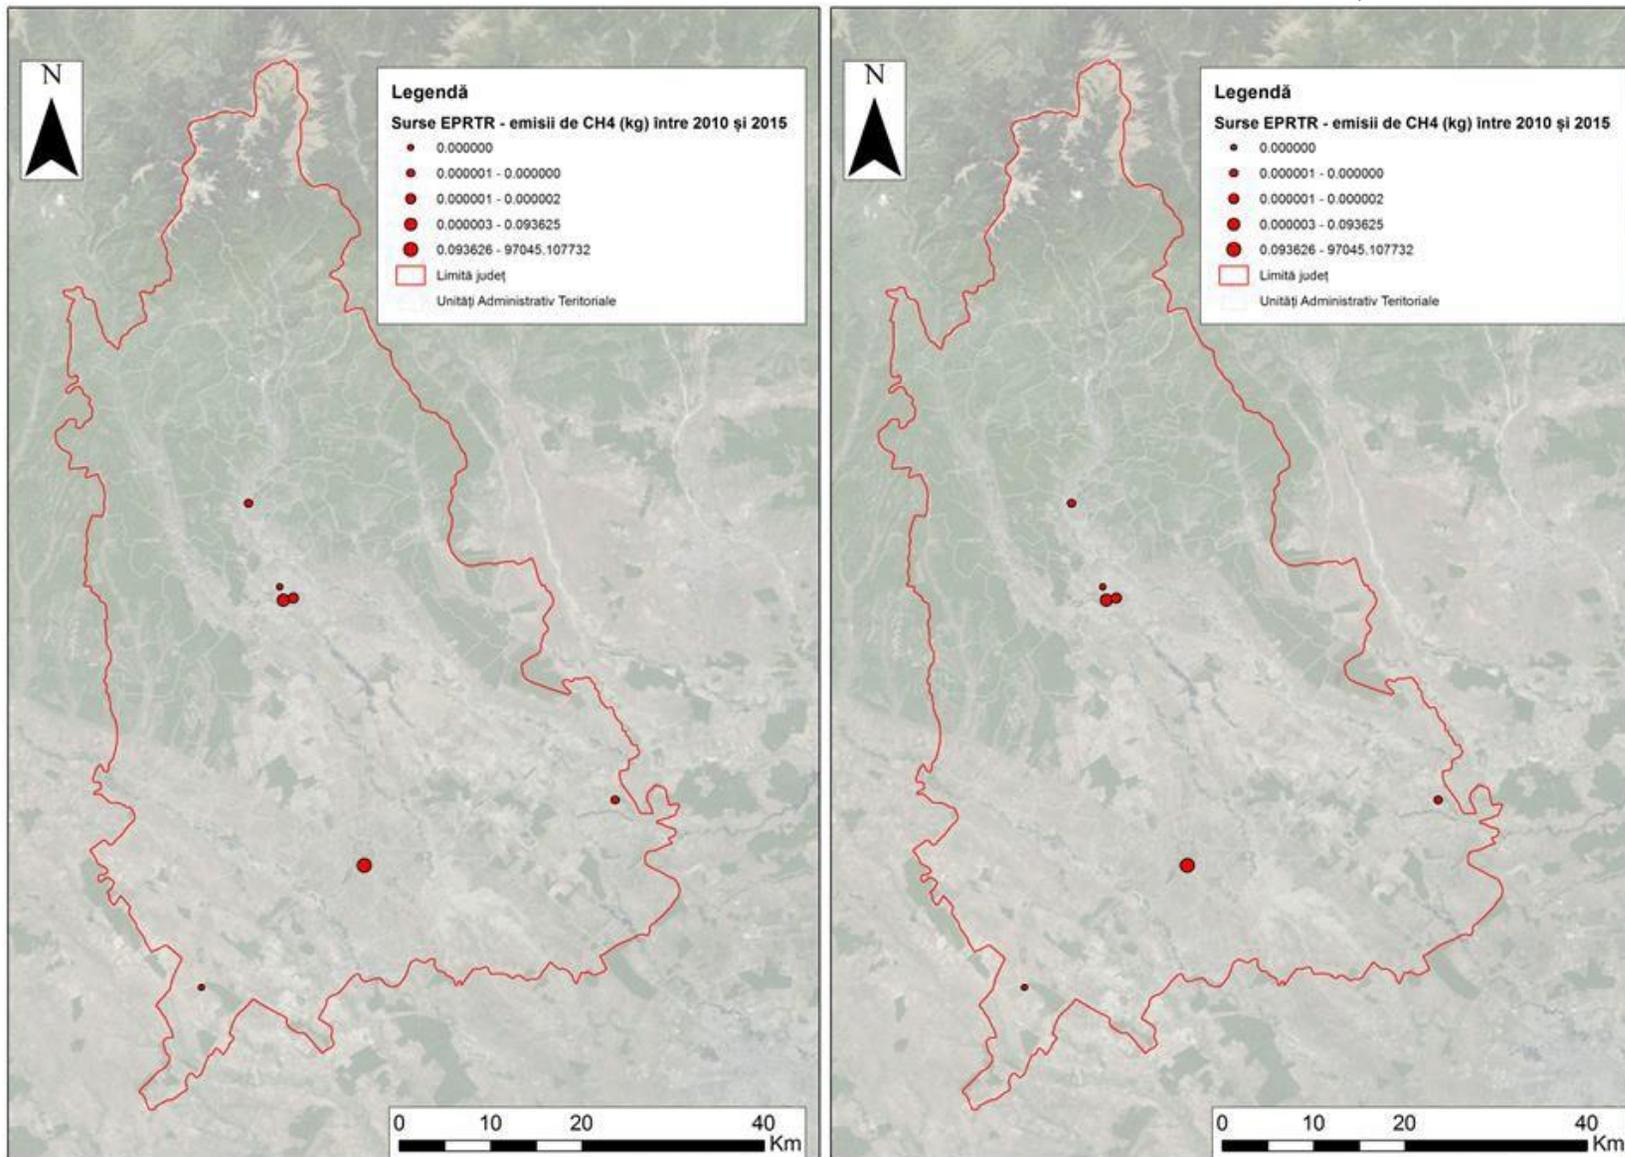 N
Legendă
Surse EPRTR - emisii de CH4 (kg) între 2010 și 2015
0.000000
0.000001 - 0.000000
0.000001 - 0.000002
0.000003 - 0.093625
0.093626 - 97045.107732
Limită județ
Unități Administrativ Teritoriale
0 10 20 40
Km
N
Legendă
Surse EPRTR - emisii de CH4 (kg) între 2010 și 2015
0.000000
0.000001 - 0.000000
0.000001 - 0.000002
0.000003 - 0.093625
0.093626 - 97045.107732
Limită județ
Unități Administrativ Teritoriale
0 10 20 40
Km